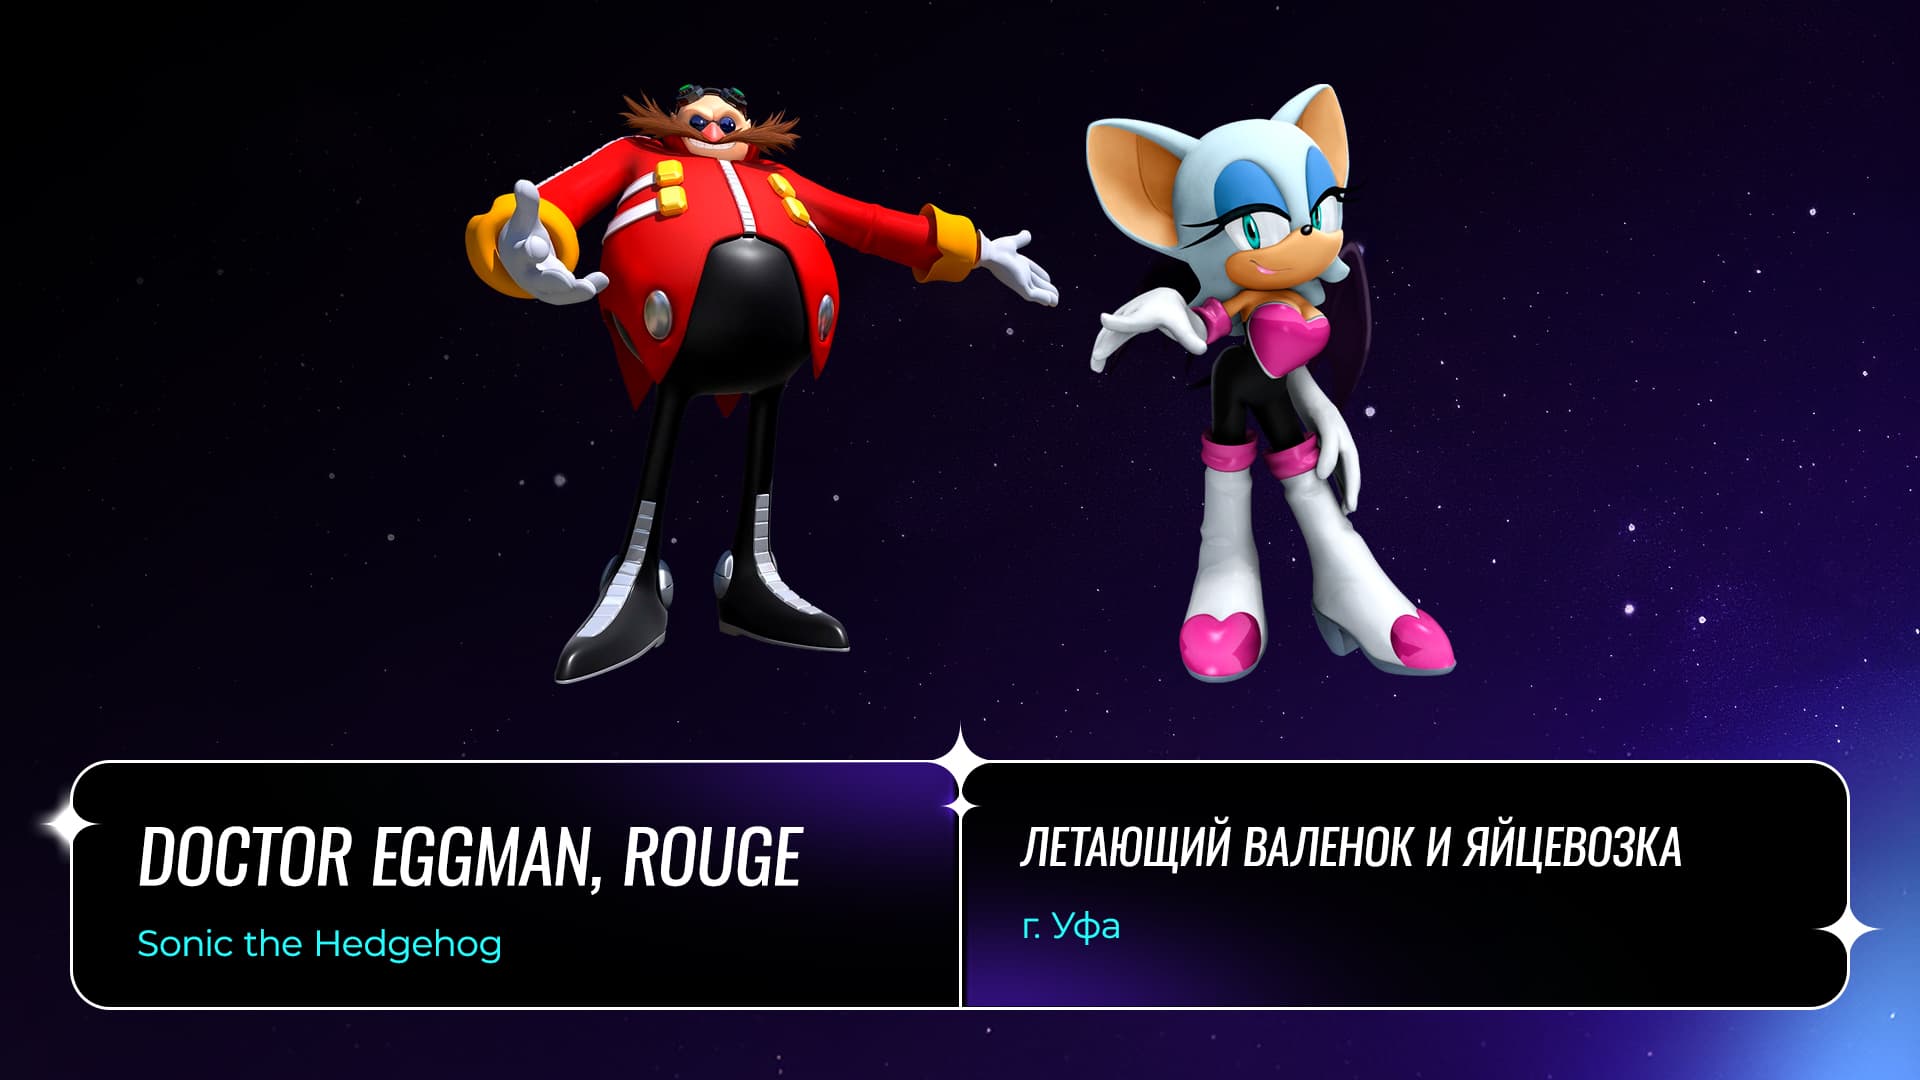 DOCTOR EGGMAN, ROUGE
Sonic the Hedgehog
ЛЕТАЮЩИЙ ВАЛЕНОК И ЯЙЦЕВОЗКА
г. Уфа